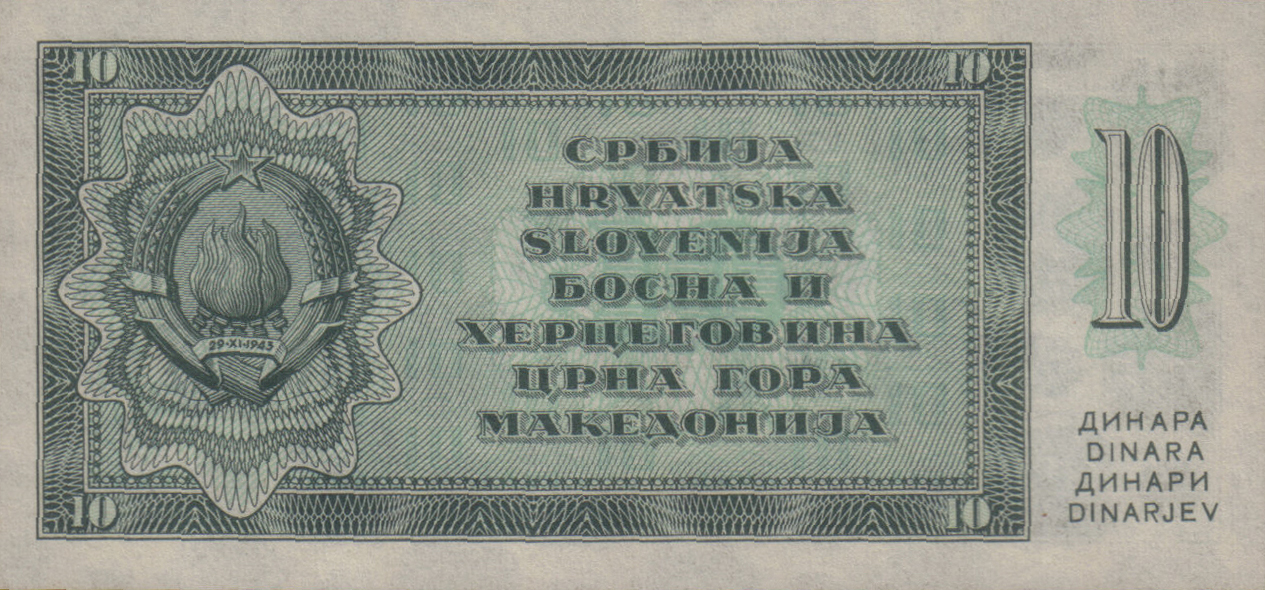 10
10
СРБИЈА
HRVATSKA
SLOVENIJA
БОСНА И
ХЕРЦЕГОВИНА
ЦРНА ГОРА
МАКЕДОНИЈА
29·XI·1943
10
10
10
ДИНАРА
DINARA
ДИНАРИ
DINARJEV